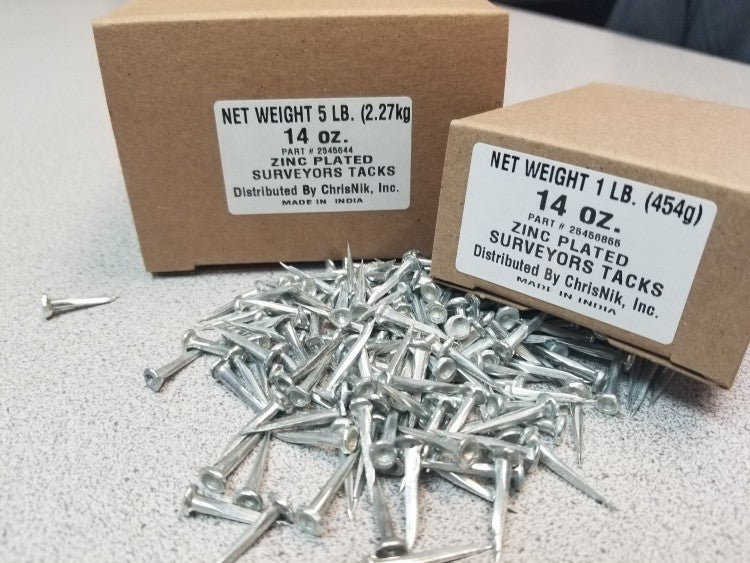 NET WEIGHT 5 LB. (2.27kg
14 oz.
PART # 2545644
ZINC PLATED
SURVEYORS TACKS
Distributed By ChrisNik, Inc.
MADE IN INDIA
NET WEIGHT 1 LB. (454g)
14 oz.
PART # 25456856
ZINC PLATED
SURVEYORS TACKS
Distributed By ChrisNik, Inc.
MADE IN INDIA